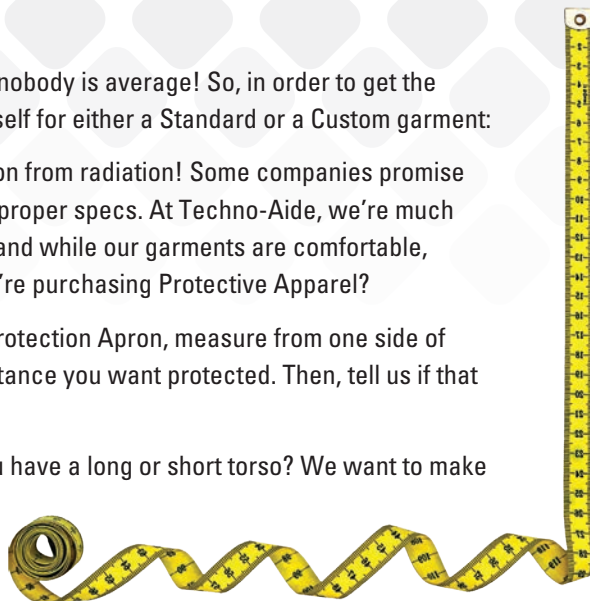 nobody is average! So, in order to get the
self for either a Standard or a Custom garment:
on from radiation! Some companies promise
proper specs. At Techno-Aide, we're much
and while our garments are comfortable,
're purchasing Protective Apparel?
rotection Apron, measure from one side of
tance you want protected. Then, tell us if that
u have a long or short torso? We want to make